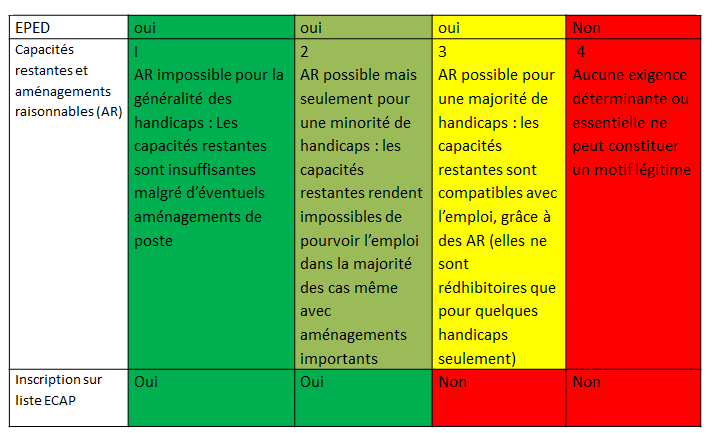 EPED
oui
oui
oui
Non
Capacités
restantes et
aménagements
raisonnables (AR)
I
AR impossible pour la
généralité des
handicaps : Les
capacités restantes
sont insuffisantes
malgré d’éventuels
aménagements de
poste
2
AR possible mais
seulement pour
une minorité de
handicaps : les
capacités
restantes rendent
impossibles de
pourvoir l’emploi
dans la majorité
des cas même
avec
aménagements
importants
3
AR possible pour
une majorité de
handicaps : les
capacités
restantes sont
compatibles avec
l’emploi, grâce à
des AR (elles ne
sont
rédhibitoires que
pour quelques
handicaps
seulement)
4
Aucune exigence
déterminante ou
essentielle ne
peut constituer
un motif légitime
Inscription sur
liste ECAP
Oui
Oui
Non
Non